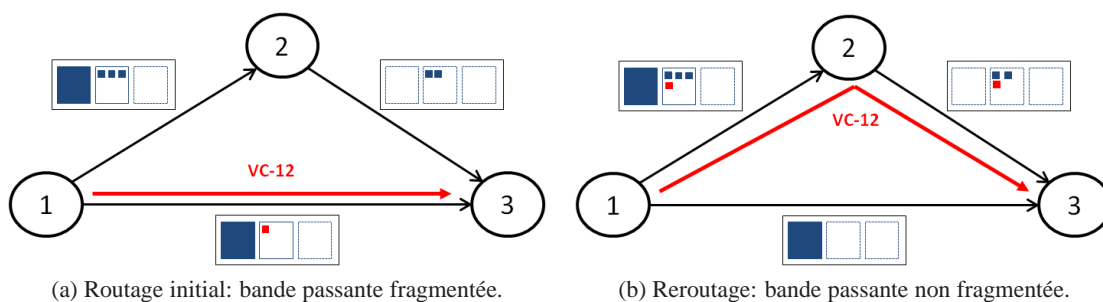 2
VC-12
1
3
(a) Routage initial: bande passante fragmentée.
2
VC-12
1
3
(b) Reroutage: bande passante non fragmentée.